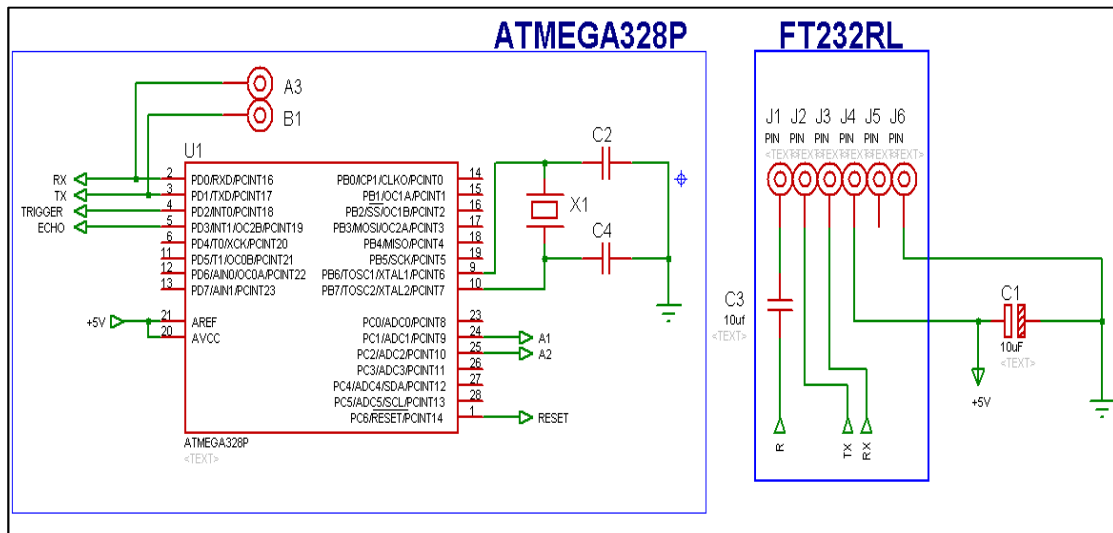 ATMEGA328P
FT232RL
A3
B1
U1
RX 2 PD0/RXD/PCINT16
TX 3 PD1/TXD/PCINT17
TRIGGER 4 PD2/INT0/PCINT18
ECHO 5 PD3/INT1/OC2B/PCINT19
6 PD4/T0/XCK/PCINT20
11 PD5/T1/OC0B/PCINT21
12 PD6/AIN0/OC0A/PCINT22
13 PD7/AIN1/PCINT23
+5V 21 AREF
20 AVCC
PB0/ICP1/CLKO/PCINT0 14
PB1/OC1A/PCINT1 15
PB2/SS/OC1B/PCINT2 16
PB3/MOSI/OC2A/PCINT3 17
PB4/MISO/PCINT4 18
PB5/SCK/PCINT5 19
PB6/TOSC1/XTAL1/PCINT6 9
PB7/TOSC2/XTAL2/PCINT7 10
PC0/ADC0/PCINT8 23
PC1/ADC1/PCINT9 24 A1
PC2/ADC2/PCINT10 25 A2
PC3/ADC3/PCINT11 26
PC4/ADC4/SDA/PCINT12 27
PC5/ADC5/SCL/PCINT13 28
PC6/RESET/PCINT14 1 RESET
ATMEGA328P
<TEXT>
C2
X1
C4
J1 J2 J3 J4 J5 J6
PIN PIN PIN PIN PIN PIN
<TEXT>
C3
10uf
<TEXT>
R
TX
RX
C1
10uF
<TEXT>
+5V